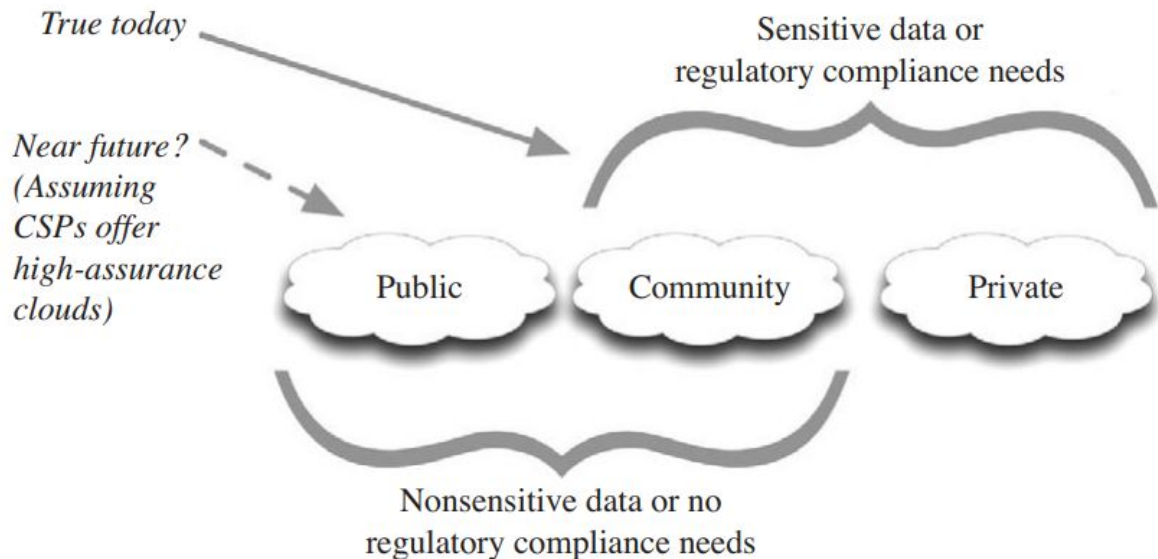 True today
Sensitive data or
regulatory compliance needs
Near future?
(Assuming
CSPs offer
high-assurance
clouds)
Public
Community
Private
Nonsensitive data or no
regulatory compliance needs